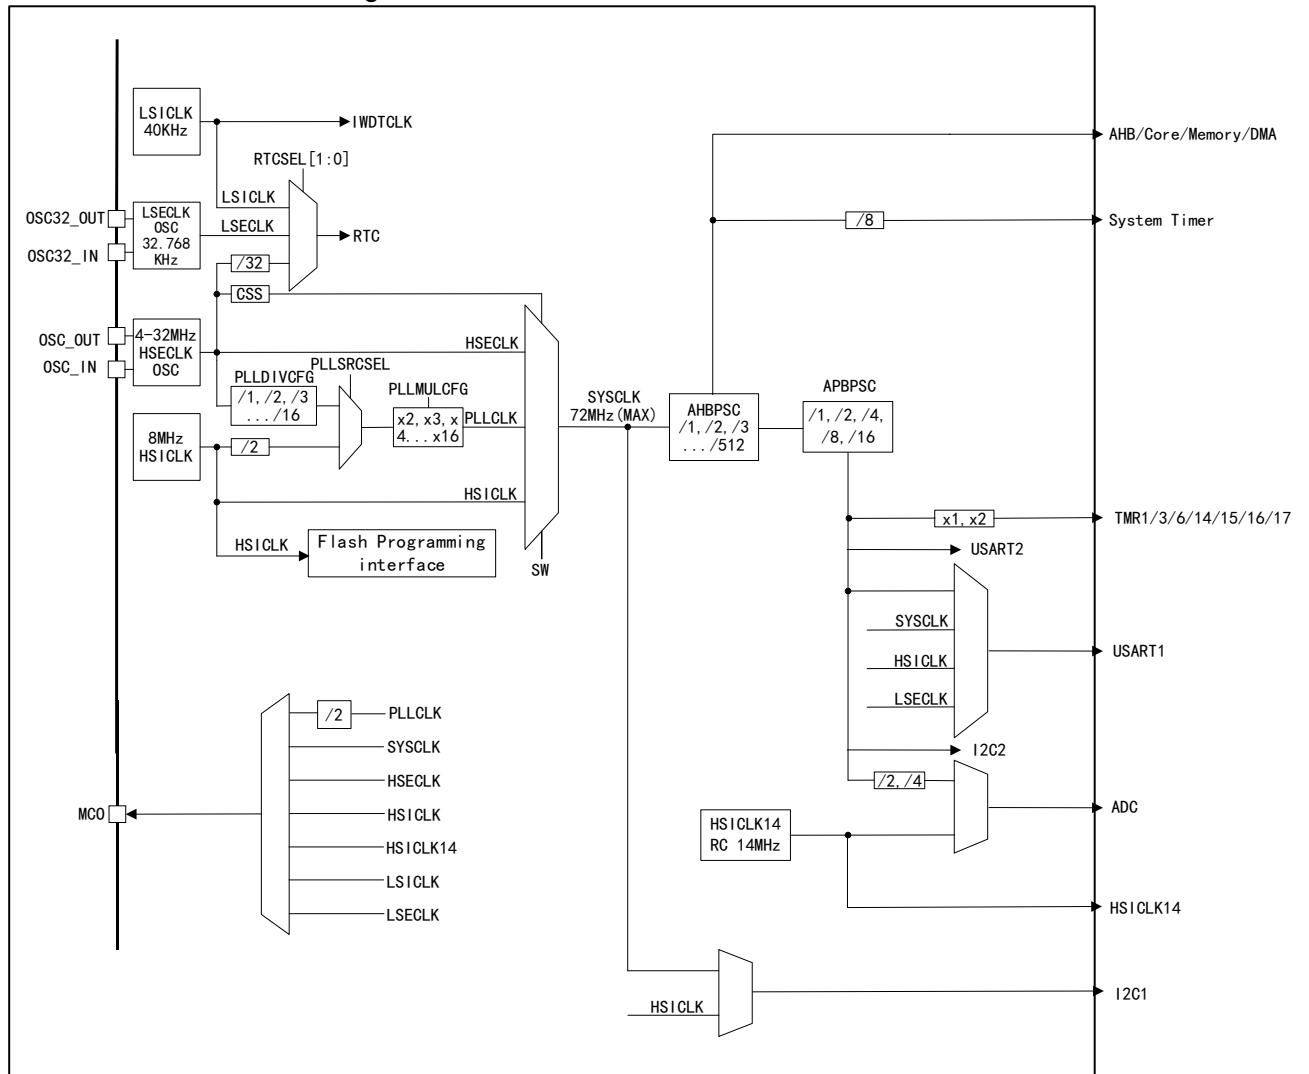 LSICLK
40KHz
IWDTCLK
AHB/Core/Memory/DMA
RTCSEL[1:0]
LSICLK
OSC32_OUT
LSECLK
OSC
32.768
KHz
LSECLK
/8
System Timer
RTC
OSC32_IN
/32
CSS
OSC_OUT
4-32MHz
HSECLK
OSC
HSECLK
OSC_IN
PLLSRCSEL
PLLDIVCFG
/1,/2,/3
.../16
PLLMULCFG
x2,x3,x
4...x16
PLLCLK
SYSCLK
72MHz(MAX)
AHBPSC
/1,/2,/3
.../512
APBPSC
/1,/2,/4,
/8,/16
8MHz
HSICLK
/2
HSICLK
HSICLK
Flash Programming
interface
SW
x1,x2
TMR1/3/6/14/15/16/17
USART2
SYSCLK
HSICLK
LSECLK
USART1
/2
PLLCLK
SYSCLK
HSECLK
HSICLK
HSICLK14
LSICLK
LSECLK
MCO
I2C2
/2,/4
ADC
HSICLK14
RC 14MHz
HSICLK14
HSICLK
I2C1